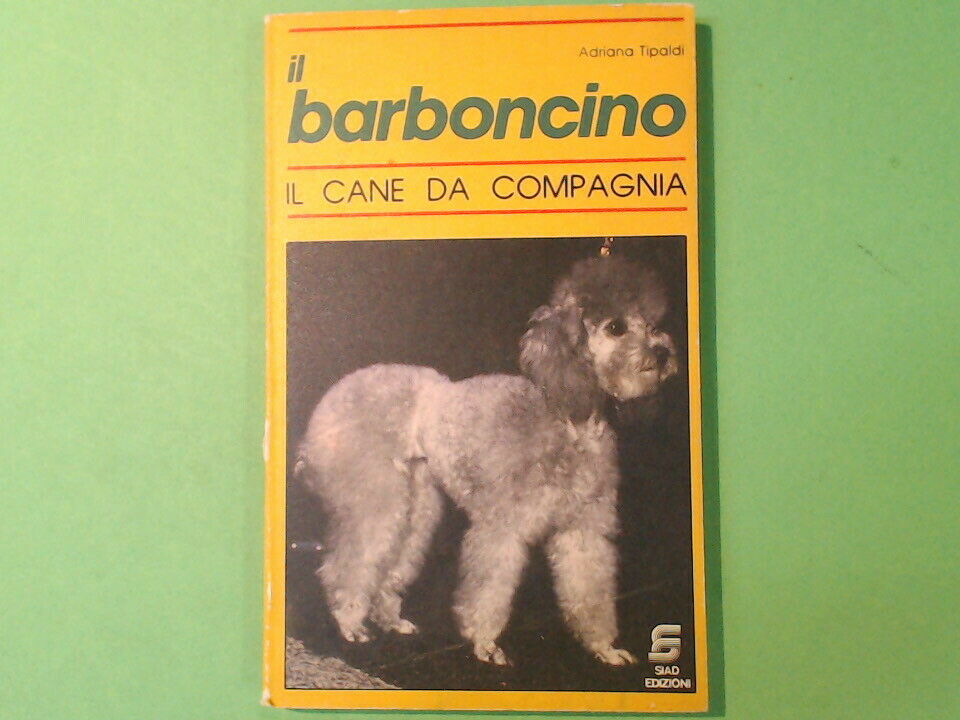 Adriana Tipaldi
il
barboncino
IL CANE DA COMPAGNIA
SIAD
EDIZIONI